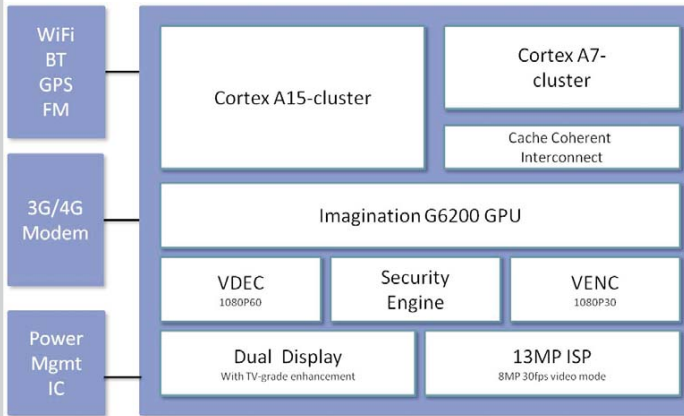 WiFi
BT
GPS
FM
3G/4G
Modem
Power
Mgmt
IC
Cortex A15-cluster
Cortex A7-
cluster
Cache Coherent
Interconnect
Imagination G6200 GPU
VDEC
1080P60
Security
Engine
VENC
1080P30
Dual Display
With TV-grade enhancement
13MP ISP
8MP 30fps video mode